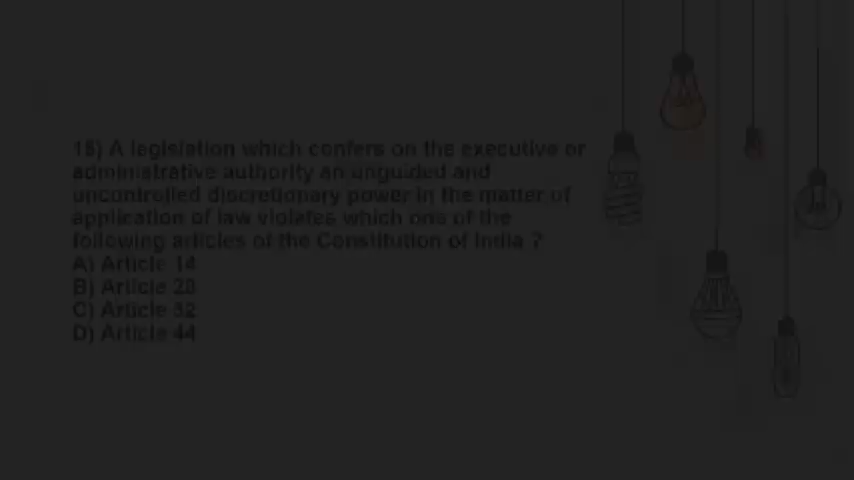 18) A legislation which confers on the executive or
administrative authority an unguided and
uncontrolled discretionary power in the matter of
application of law violates which one of the
following articles of the Constitution of India ?
A) Article 14
B) Article 28
C) Article 32
D) Article 44